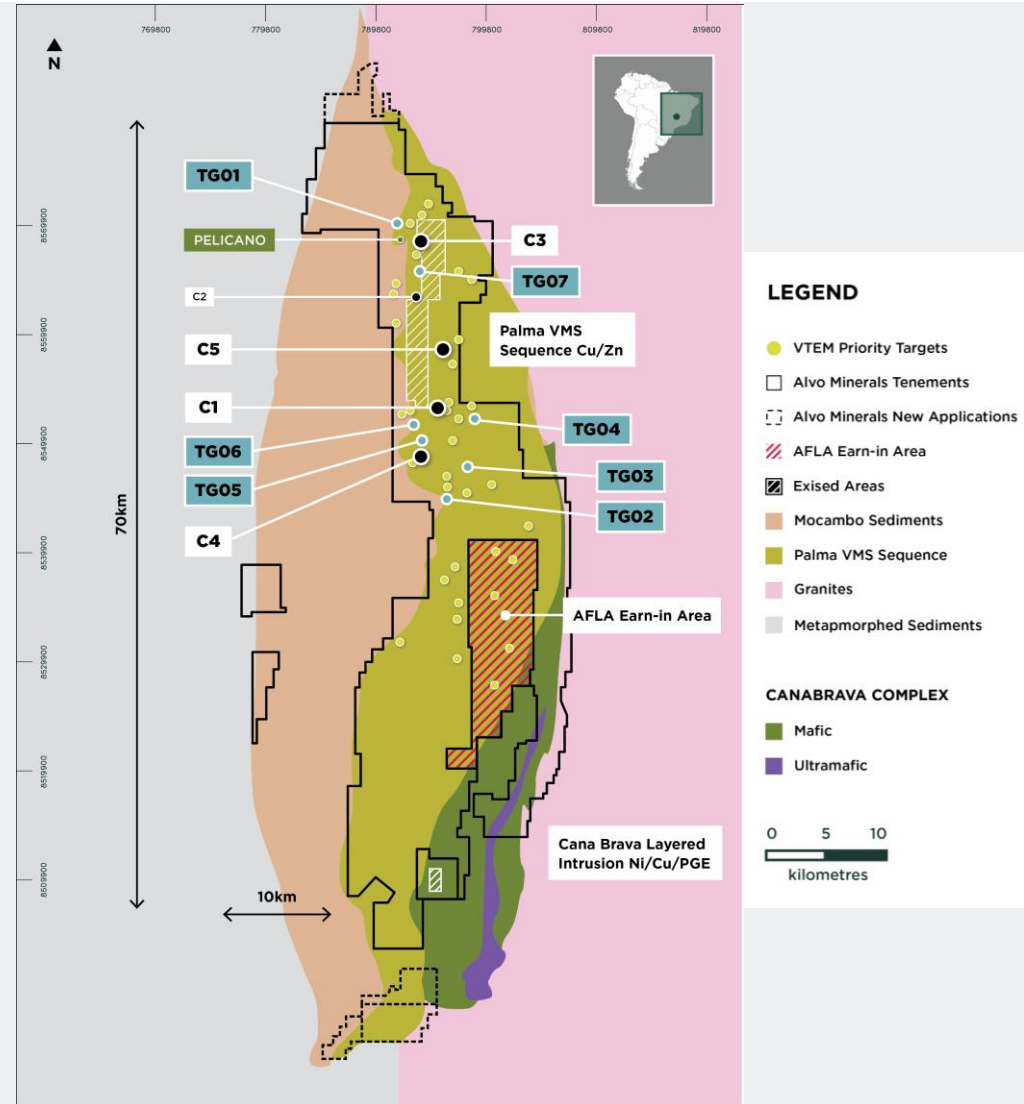 769800
779800
789800
799800
809800
819800
N
8569900
8559900
8549900
8539900
8529900
8519900
8509900
TG01
PELICANO
C3
TG07
C2
Palma VMS
Sequence Cu/Zn
C5
C1
TG04
TG06
TG03
TG05
TG02
C4
70km
AFLA Earn-in Area
Cana Brava Layered
Intrusion Ni/Cu/PGE
10km
LEGEND
VTEM Priority Targets
Alvo Minerals Tenements
Alvo Minerals New Applications
AFLA Earn-in Area
Exised Areas
Mocambo Sediments
Palma VMS Sequence
Granites
Metapmorphed Sediments
CANABRAVA COMPLEX
Mafic
Ultramafic
0 5 10
kilometres